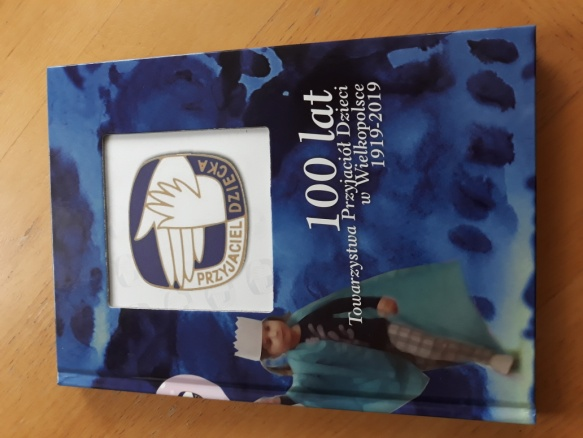 PRZYJACIEL DZIECKA
100 lat
Towarzystwa Przyjaciół Dzieci
w Wielkopolsce
1919-2019